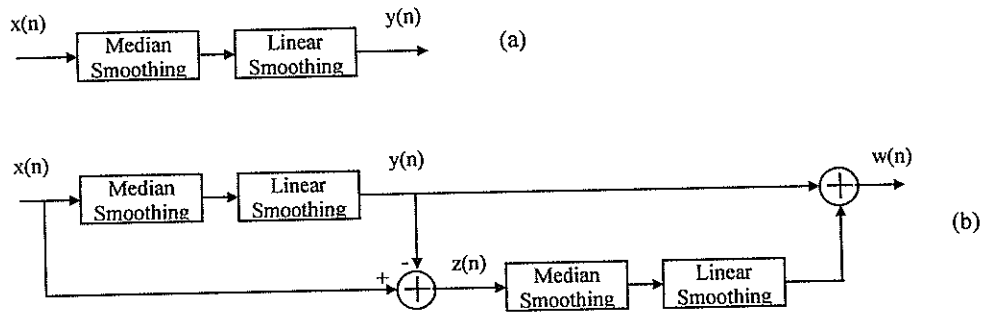 x(n)
y(n)
(a)
Median
Smoothing
Linear
Smoothing
x(n)
y(n)
w(n)
Median
Smoothing
Linear
Smoothing
(b)
-
+
z(n)
Median
Smoothing
Linear
Smoothing